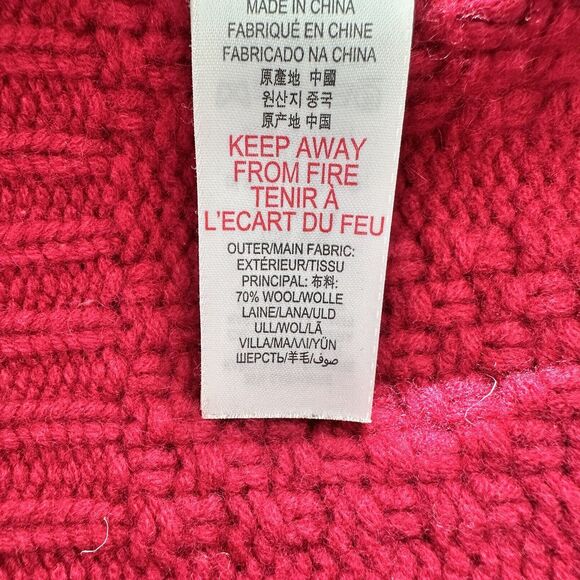 MADE IN CHINA
FABRIQUÉ EN CHINE
FABRICADO NA CHINA
原產地 中國
원산지 중국
原产地 中国
KEEP AWAY
FROM FIRE
TENIR À
L'ECART DU FEU
OUTER/MAIN FABRIC:
EXTÉRIEUR/TISSU
PRINCIPAL: 布料:
70% WOOL/WOLLE
LAINE/LANA/ULD
ULL/WOL/LÃ
VILLA/ΜΑΛΛΙ/YÜN
ШЕРСТЬ/羊毛/صوف